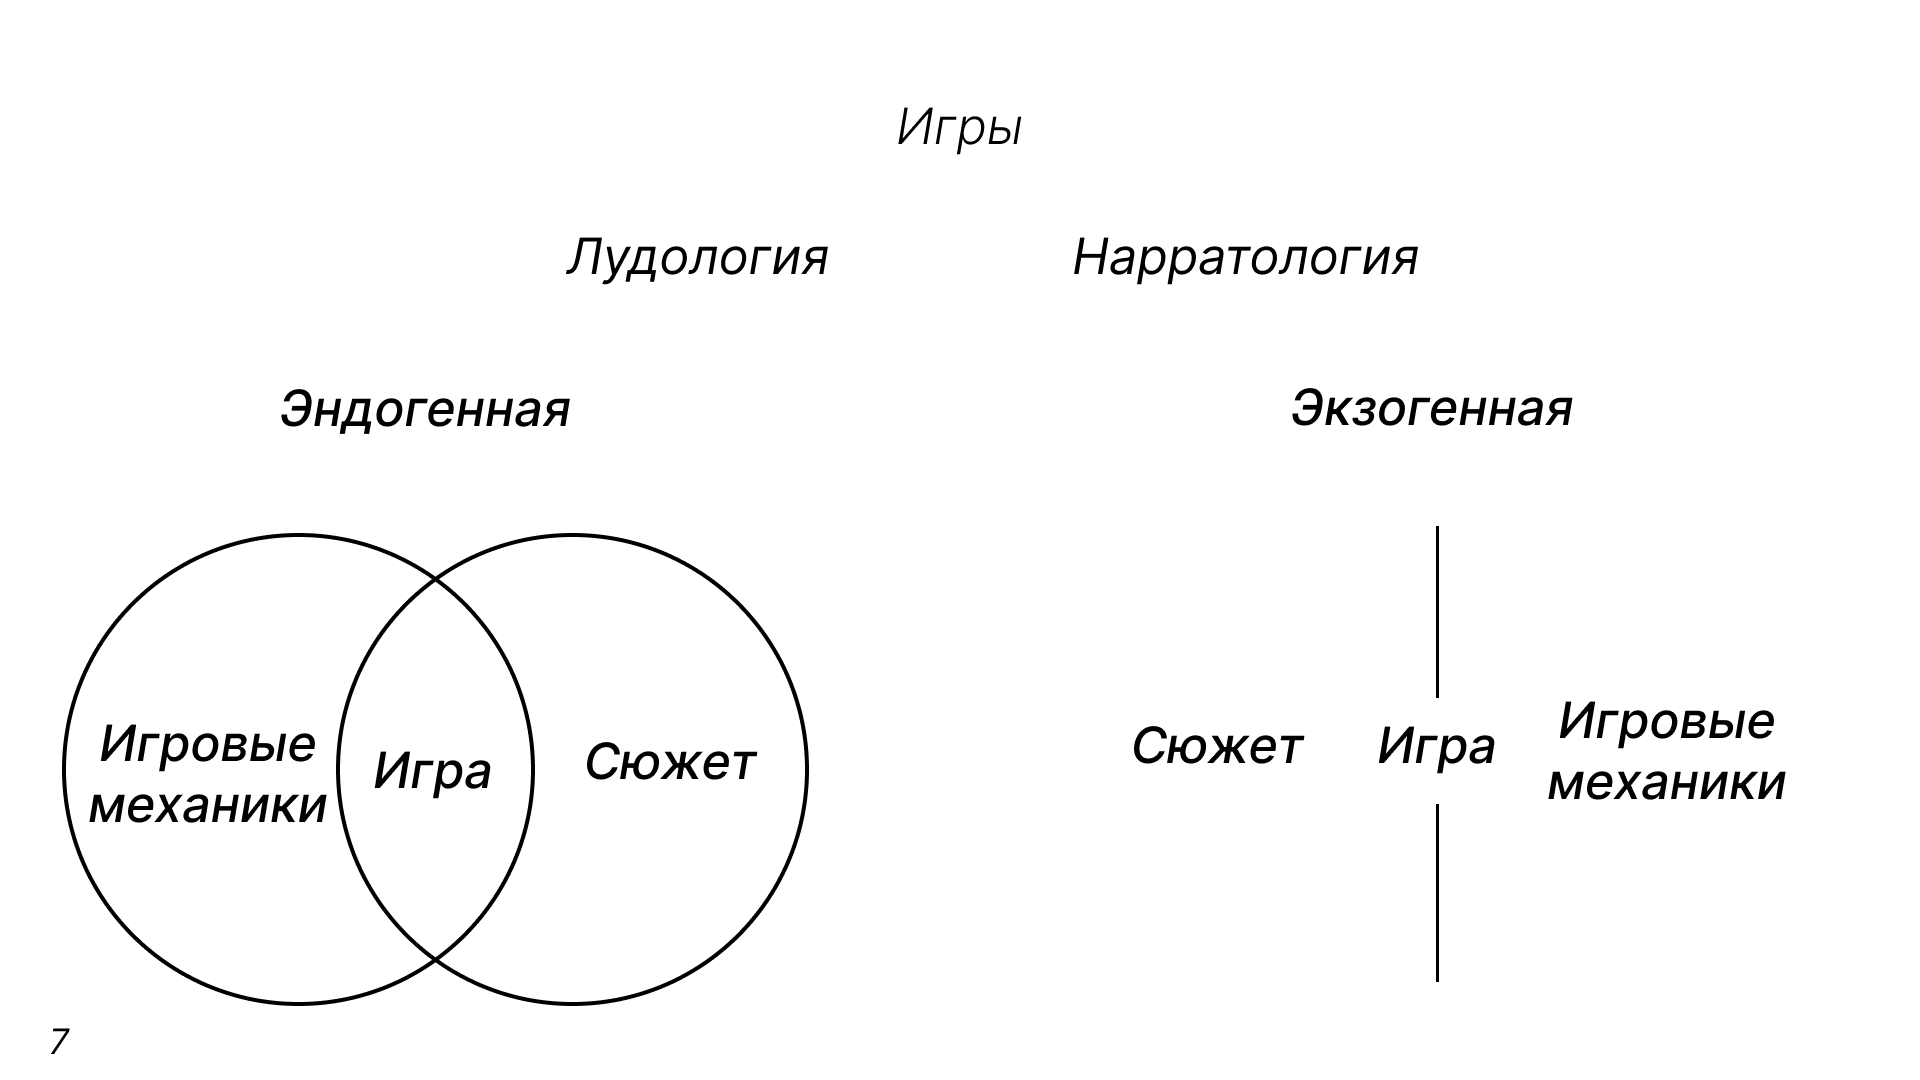 Игры
Лудология
Нарратология
Эндогенная
Экзогенная
Игровые
механики
Игра
Сюжет
Сюжет
Игра
Игровые
механики
7